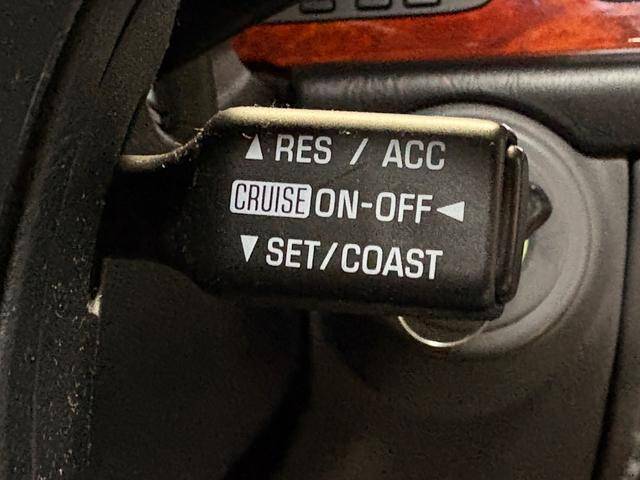 ▲ RES / ACC
CRUISE ON-OFF ◀
▼ SET/COAST